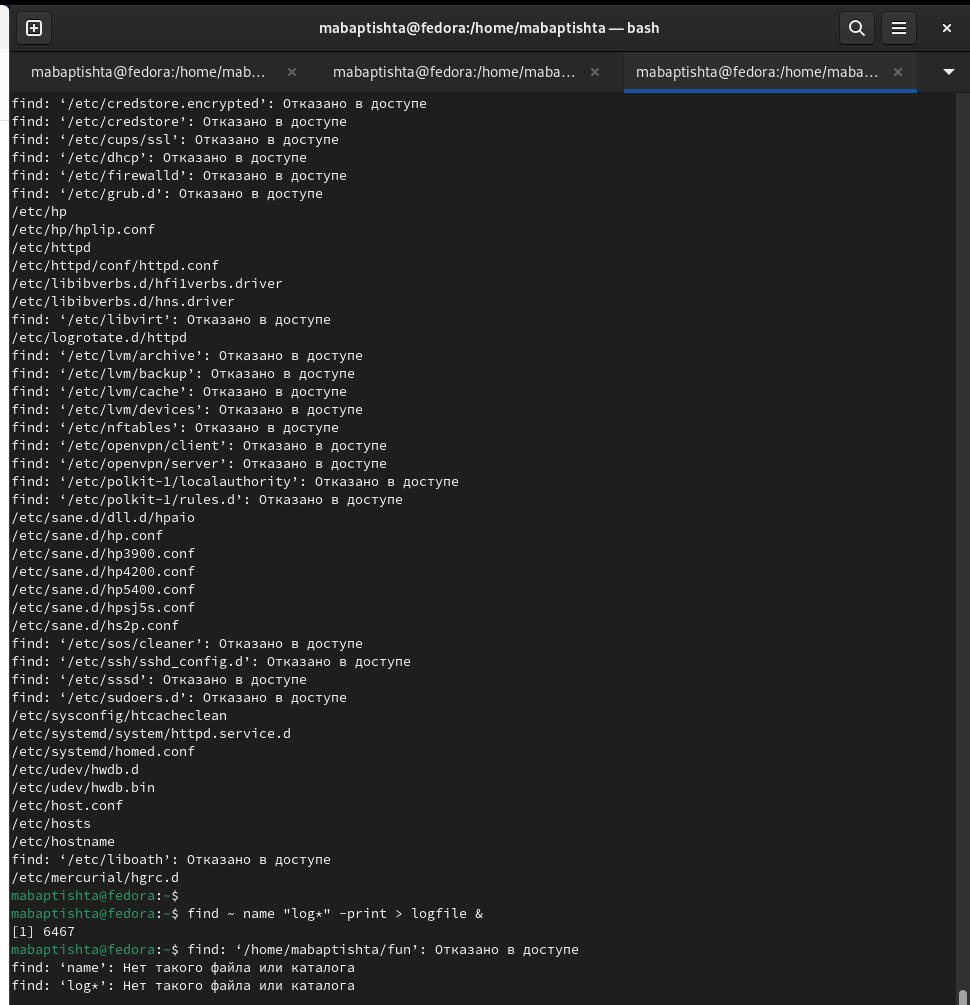 mabaptishta@fedora:/home/mabaptishta — bash
mabaptishta@fedora:/home/mab...
mabaptishta@fedora:/home/maba...
mabaptishta@fedora:/home/maba...
find: ‘/etc/credstore.encrypted’: Отказано в доступе
find: ‘/etc/credstore’: Отказано в доступе
find: ‘/etc/cups/ssl’: Отказано в доступе
find: ‘/etc/dhcp’: Отказано в доступе
find: ‘/etc/firewalld’: Отказано в доступе
find: ‘/etc/grub.d’: Отказано в доступе
/etc/hp
/etc/hp/hplip.conf
/etc/httpd
/etc/httpd/conf/httpd.conf
/etc/libibverbs.d/hfi1verbs.driver
/etc/libibverbs.d/hns.driver
find: ‘/etc/libvirt’: Отказано в доступе
/etc/logrotate.d/httpd
find: ‘/etc/lvm/archive’: Отказано в доступе
find: ‘/etc/lvm/backup’: Отказано в доступе
find: ‘/etc/lvm/cache’: Отказано в доступе
find: ‘/etc/lvm/devices’: Отказано в доступе
find: ‘/etc/nftables’: Отказано в доступе
find: ‘/etc/openvpn/client’: Отказано в доступе
find: ‘/etc/openvpn/server’: Отказано в доступе
find: ‘/etc/polkit-1/localauthority’: Отказано в доступе
find: ‘/etc/polkit-1/rules.d’: Отказано в доступе
/etc/sane.d/dll.d/hpaio
/etc/sane.d/hp.conf
/etc/sane.d/hp3900.conf
/etc/sane.d/hp4200.conf
/etc/sane.d/hp5400.conf
/etc/sane.d/hpsj5s.conf
/etc/sane.d/hs2p.conf
find: ‘/etc/sos/cleaner’: Отказано в доступе
find: ‘/etc/ssh/sshd_config.d’: Отказано в доступе
find: ‘/etc/sssd’: Отказано в доступе
find: ‘/etc/sudoers.d’: Отказано в доступе
/etc/sysconfig/htcacheclean
/etc/systemd/system/httpd.service.d
/etc/systemd/homed.conf
/etc/udev/hwdb.d
/etc/udev/hwdb.bin
/etc/host.conf
/etc/hosts
/etc/hostname
find: ‘/etc/liboath’: Отказано в доступе
/etc/mercurial/hgrc.d
mabaptishta@fedora:~$
mabaptishta@fedora:~$ find ~ name "log*" -print > logfile &
[1] 6467
mabaptishta@fedora:~$ find: ‘/home/mabaptishta/fun’: Отказано в доступе
find: ‘name’: Нет такого файла или каталога
find: ‘log*’: Нет такого файла или каталога